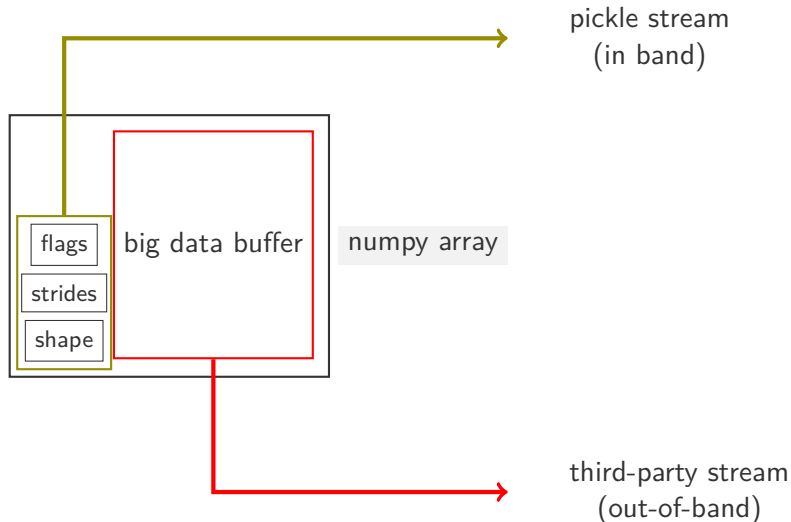 pickle stream
(in band)
flags
big data buffer
numpy array
strides
shape
third-party stream
(out-of-band)